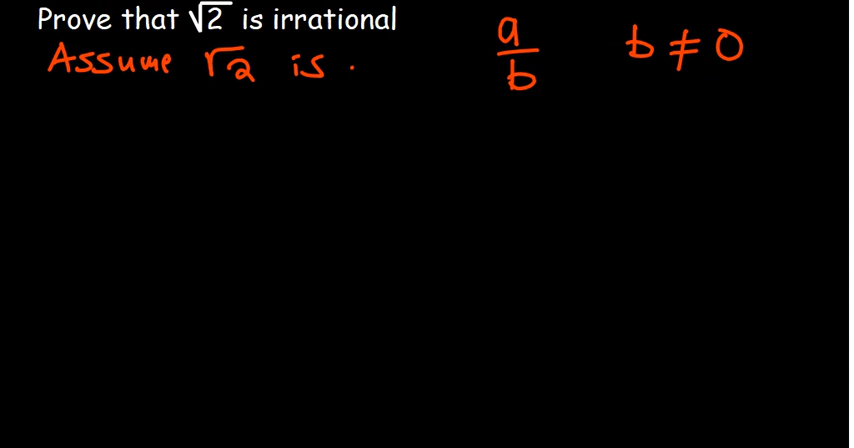 Prove that √2 is irrational
Assume √2 is .
a/b
b ≠ 0